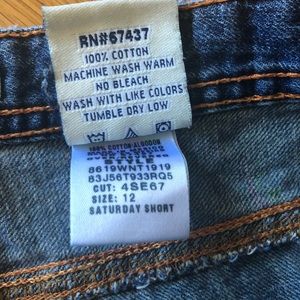 RN#67437
100% COTTON
MACHINE WASH WARM
NO BLEACH
WASH WITH LIKE COLORS
TUMBLE DRY LOW
100% COTTON-ALGODON
STYLE
8619WNT1919
83J56T933RQ5
CUT: 4SE67
SIZE: 12
SATURDAY SHORT